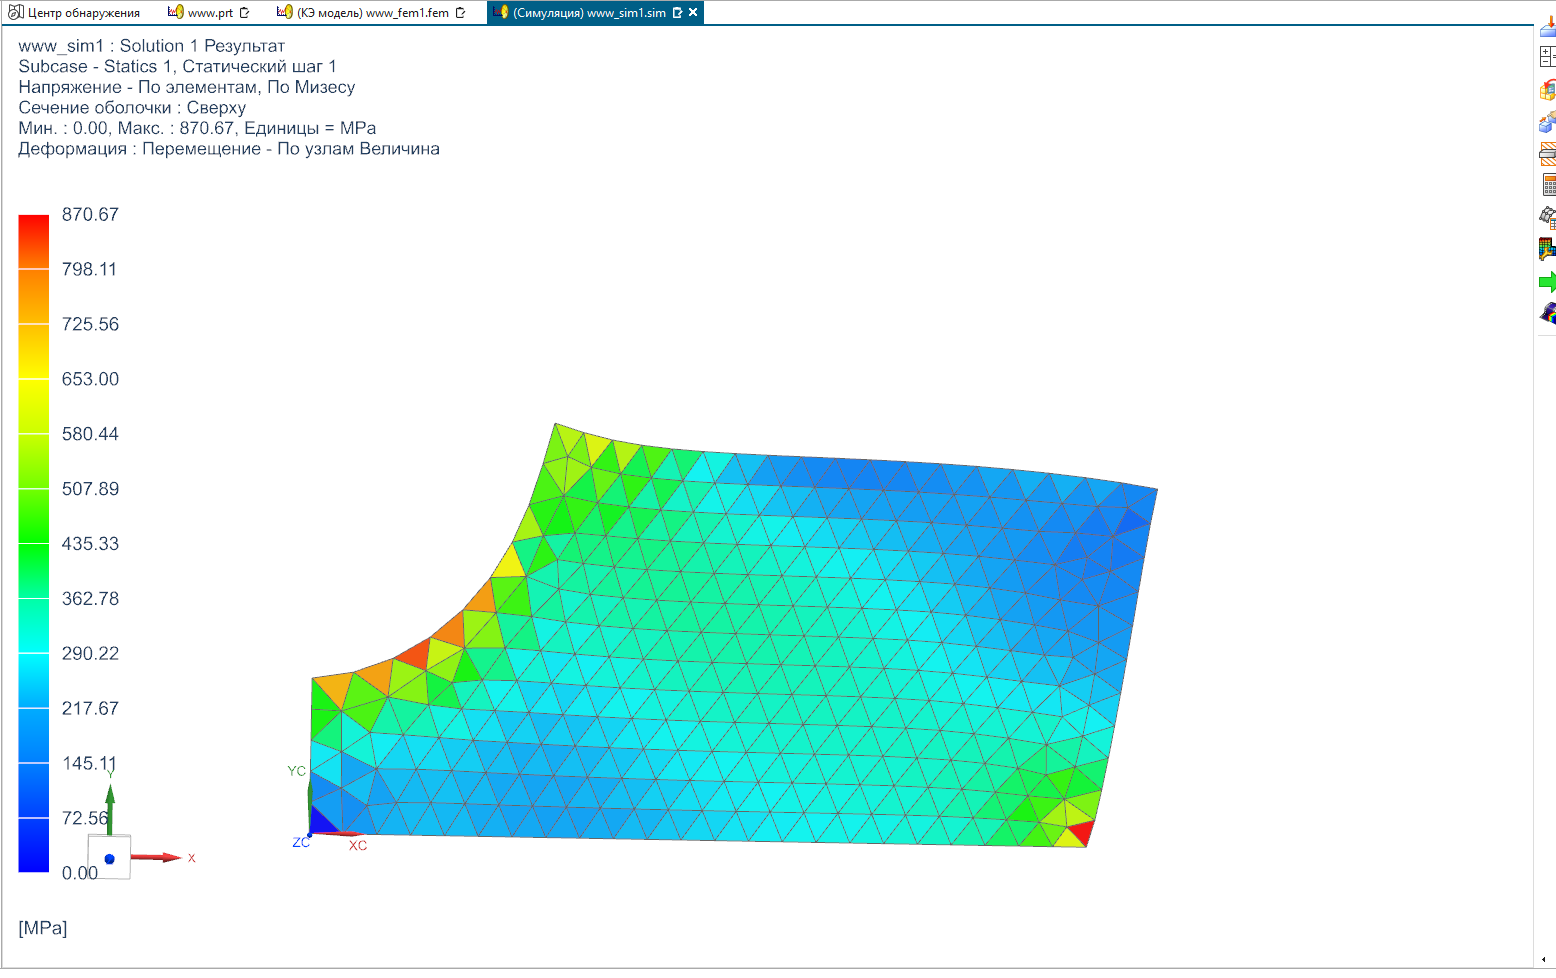 Центр обнаружения
www.prt
(КЭ модель) www_fem1.fem
(Симуляция) www_sim1.sim
www_sim1 : Solution 1 Результат
Subcase - Statics 1, Статический шаг 1
Напряжение - По элементам, По Мизесу
Сечение оболочки : Сверху
Мин. : 0.00, Макс. : 870.67, Единицы = MPa
Деформация : Перемещение - По узлам Величина
870.67
798.11
725.56
653.00
580.44
507.89
435.33
362.78
290.22
217.67
145.11
72.56
0.00
[MPa]
Y
X
YC
ZC
XC